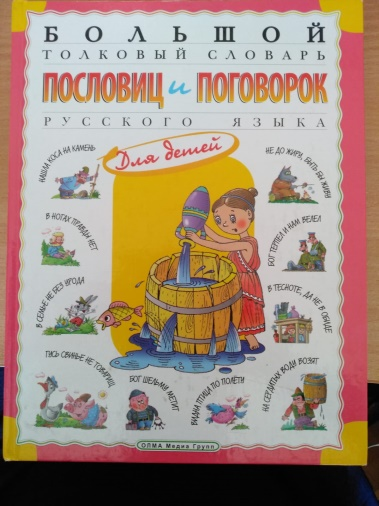 БОЛЬШОЙ
ТОЛКОВЫЙ СЛОВАРЬ
ПОСЛОВИЦ и ПОГОВОРОК
РУССКОГО ЯЗЫКА
Для детей
НАШЛА КОСА НА КАМЕНЬ
НЕ ДО ЖИРУ, БЫТЬ БЫ ЖИВУ
В НОГАХ ПРАВДЫ НЕТ
БОГ ТЕРПЕЛ И НАМ ВЕЛЕЛ
В СЕМЬЕ НЕ БЕЗ УРОДА
В ТЕСНОТЕ, ДА НЕ В ОБИДЕ
ГУСЬ СВИНЬЕ НЕ ТОВАРИЩ
БОГ ШЕЛЬМУ МЕТИТ
ВИДНА ПТИЦА ПО ПОЛЁТУ
НА СЕРДИТЫХ ВОДУ ВОЗЯТ
ОЛМА Медиа Групп